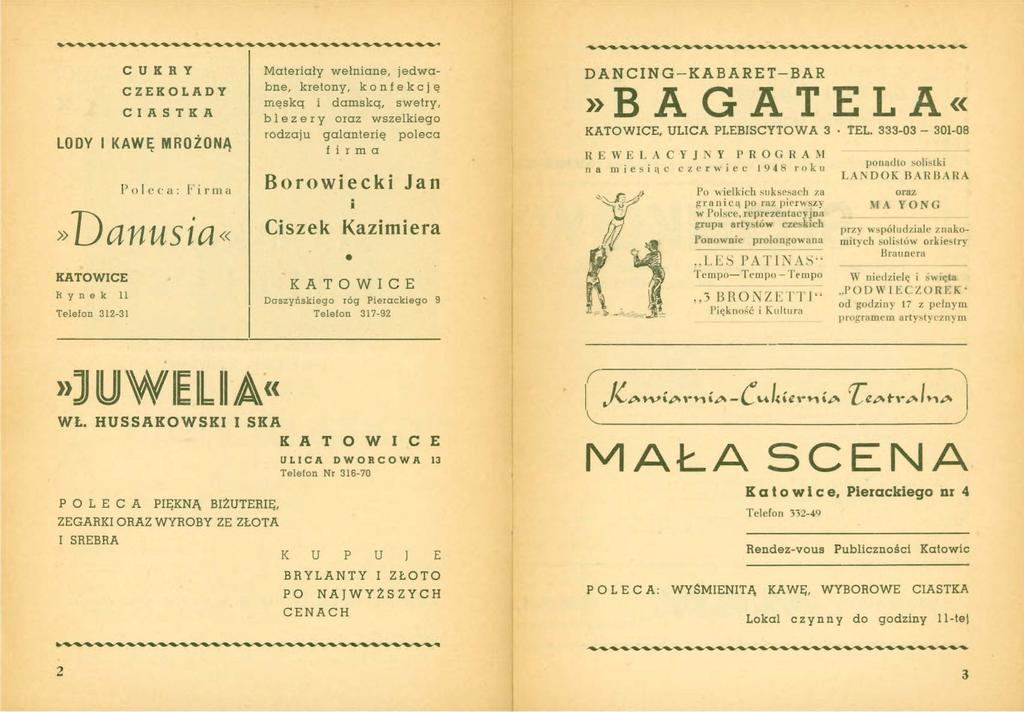 CUKRY
CZEKOLADY
CIASTKA
LODY I KAWĘ MROŻONĄ
Poleca: Firma
»Danusia«
KATOWICE
Rynek 11
Telefon 312-31
Materiały wełniane, jedwa-
bne, kretony, konfekcję
męską i damską, swetry,
blezery oraz wszelkiego
rodzaju galanterię poleca
firma
Borowiecki Jan
i
Ciszek Kazimiera
•
KATOWICE
Daszyńskiego róg Pierackiego 9
Telefon 317-92
»JUWELIA«
WŁ. HUSSAKOWSKI I SKA
KATOWICE
ULICA DWORCOWA 13
Telefon Nr 316-70
POLECA PIĘKNĄ BIŻUTERIĘ,
ZEGARKI ORAZ WYROBY ZE ZŁOTA
I SREBRA
KUPUJE
BRYLANTY I ZŁOTO
PO NAJWYŻSZYCH
CENACH
2
DANCING-KABARET-BAR
»BAGATELA«
KATOWICE, ULICA PLEBISCYTOWA 3 · TEL. 333-03 - 301-08
REWELACYJNY PROGRAM
na miesiąc czerwiec 1948 roku
Po wielkich suksesach za
granicą po raz pierwszy
w Polsce, reprezentacyjna
grupa artystów czeskich
Ponownie prolongowana
„LES PATINAS“
Tempo—Tempo-Tempo
„3 BRONZETTI“
Piękność i Kultura
ponadto solistki
LANDOK BARBARA
oraz
MA YONG
przy współudziale znako-
mitych solistów orkiestry
Braunera
W niedzielę i święta
„PODWIECZOREK“
od godziny 17 z pełnym
programem artystycznym
Kawiarnia-Cukiernia Teatralna
MAŁA SCENA
Katowice, Pierackiego nr 4
Telefon 332-49
Rendez-vous Publiczności Katowic
POLECA: WYŚMIENITĄ KAWĘ, WYBOROWE CIASTKA
Lokal czynny do godziny 11-tej
3